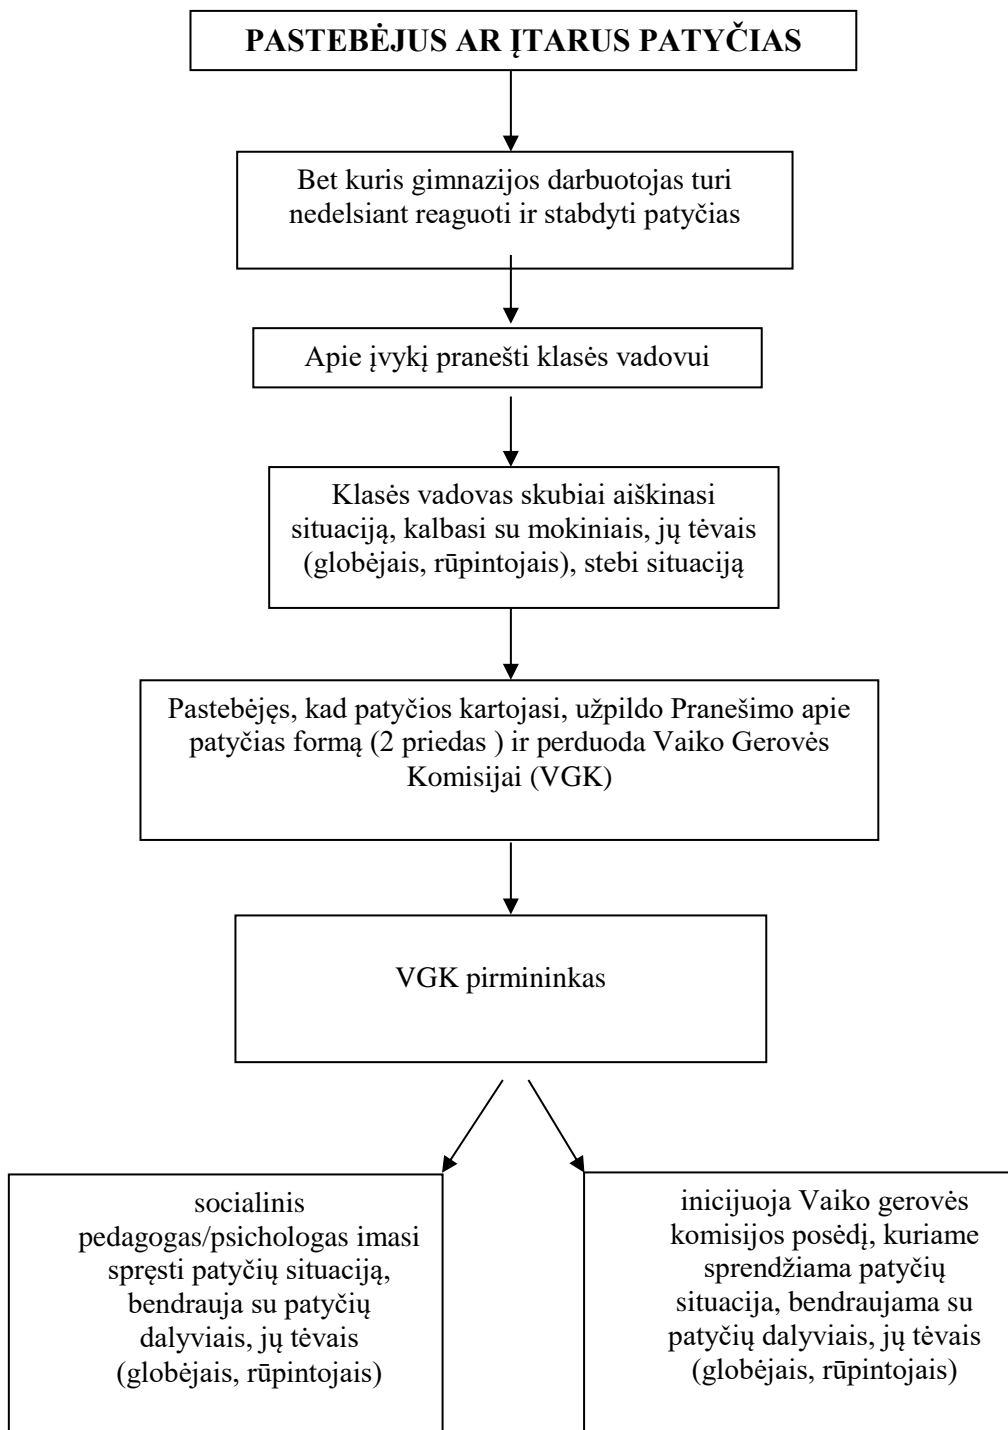 PASTEBĖJUS AR ĮTARUS PATYČIAS
Bet kuris gimnazijos darbuotojas turi
nedelsiant reaguoti ir stabdyti patyčias
Apie įvykį pranešti klasės vadovui
Klasės vadovas skubiai aiškinasi
situaciją, kalbasi su mokiniais, jų tėvais
(globėjais, rūpintojais), stebi situaciją
Pastebėjęs, kad patyčios kartojasi, užpildo Pranešimo apie
patyčias formą (2 priedas ) ir perduoda Vaiko Gerovės
Komisijai (VGK)
VGK pirmininkas
socialinis
pedagogas/psichologas imasi
spręsti patyčių situaciją,
bendrauja su patyčių
dalyviais, jų tėvais
(globėjais, rūpintojais)
inicijuoja Vaiko gerovės
komisijos posėdį, kuriame
sprendžiama patyčių
situacija, bendraujama su
patyčių dalyviais, jų tėvais
(globėjais, rūpintojais)